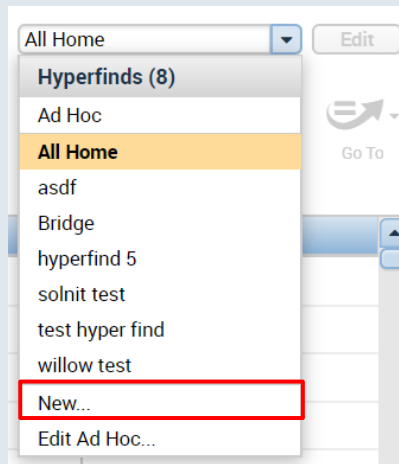 All Home
Edit
Hyperfinds (8)
Ad Hoc
All Home
Go To
asdf
Bridge
hyperfind 5
solnit test
test hyper find
willow test
New...
Edit Ad Hoc...